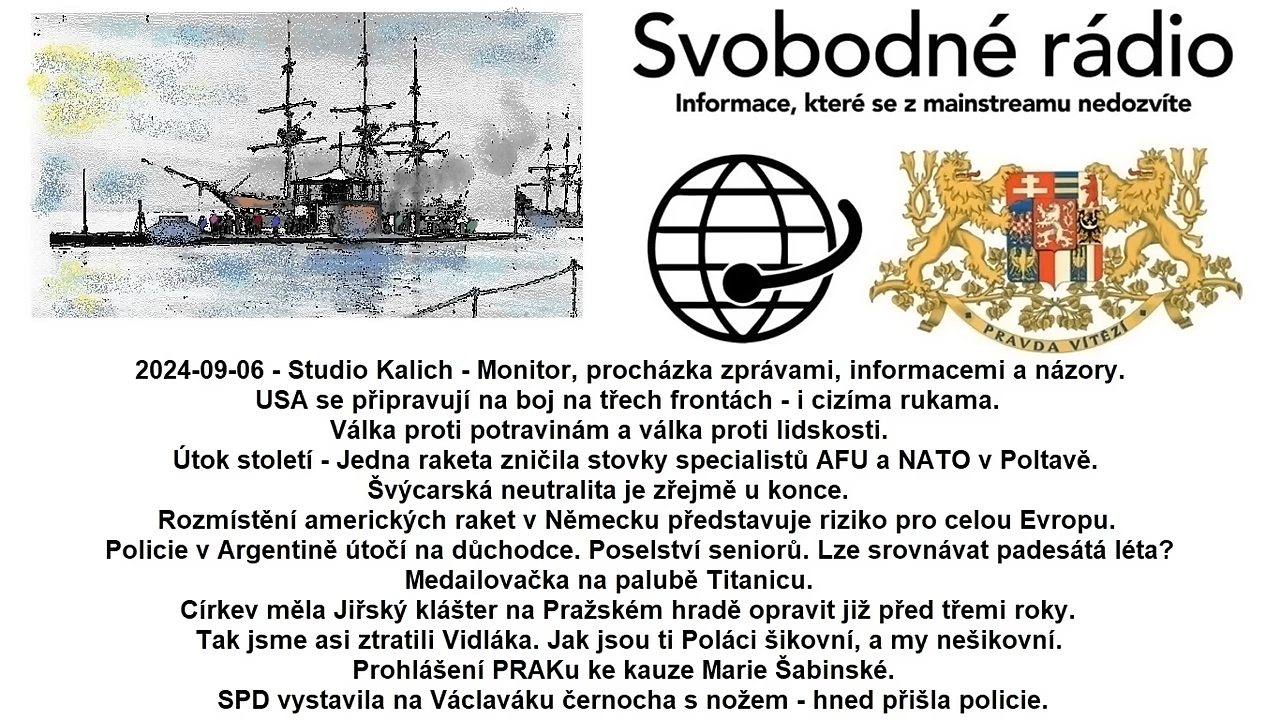 Svobodné rádio
Informace, které se z mainstreamu nedozvíte
PRAVDA VÍTĚZÍ
2024-09-06 - Studio Kalich - Monitor, procházka zprávami, informacemi a názory.
USA se připravují na boj na třech frontách - i cizíma rukama.
Válka proti potravinám a válka proti lidskosti.
Útok století - Jedna raketa zničila stovky specialistů AFU a NATO v Poltavě.
Švýcarská neutralita je zřejmě u konce.
Rozmístění amerických raket v Německu představuje riziko pro celou Evropu.
Policie v Argentině útočí na důchodce. Poselství seniorů. Lze srovnávat padesátá léta?
Medailovačka na palubě Titanicu.
Církev měla Jiřský klášter na Pražském hradě opravit již před třemi roky.
Tak jsme asi ztratili Vidláka. Jak jsou ti Poláci šikovní, a my nešikovní.
Prohlášení PRAKu ke kauze Marie Šabinské.
SPD vystavila na Václaváku černocha s nožem - hned přišla policie.